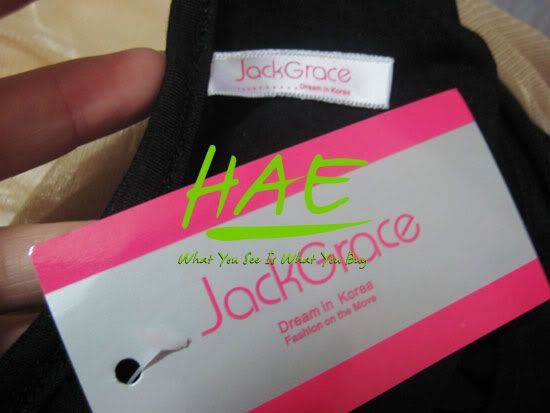 JackGrace
Dream in Korea
HAE
What You See Is What You Buy
JackGrace
Dream in Korea
Fashion on the Move